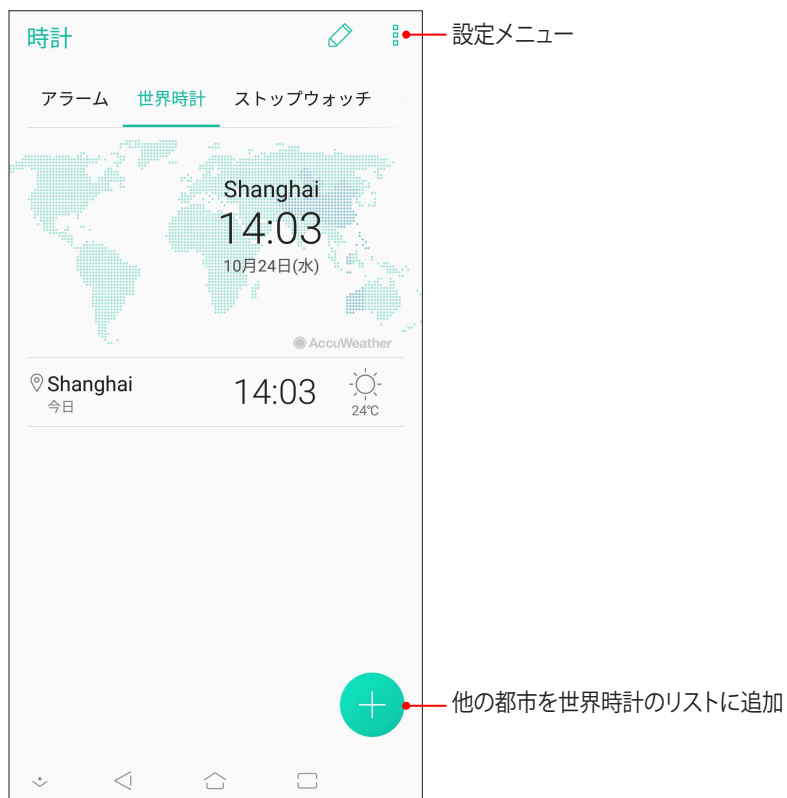 時計
設定メニュー
アラーム 世界時計 ストップウォッチ
Shanghai
14:03
10月24日(水)
AccuWeather
Shanghai 14:03
今日 24℃
他の都市を世界時計のリストに追加